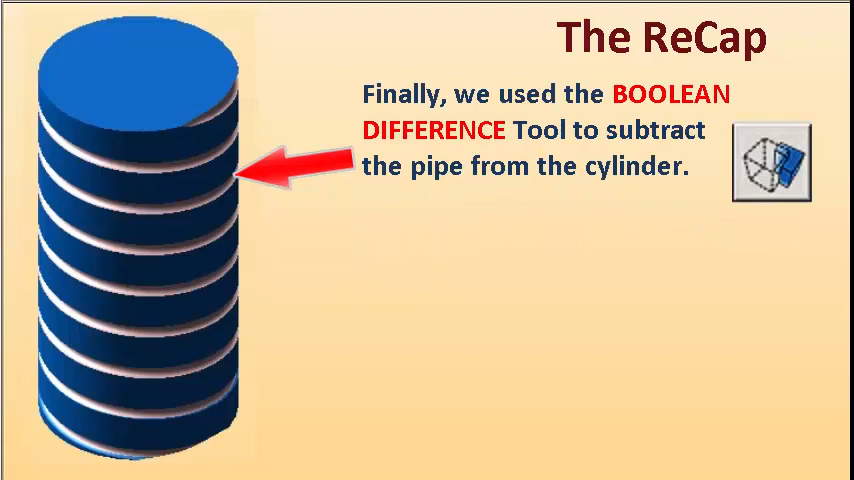 The ReCap
Finally, we used the BOOLEAN
DIFFERENCE Tool to subtract
the pipe from the cylinder.